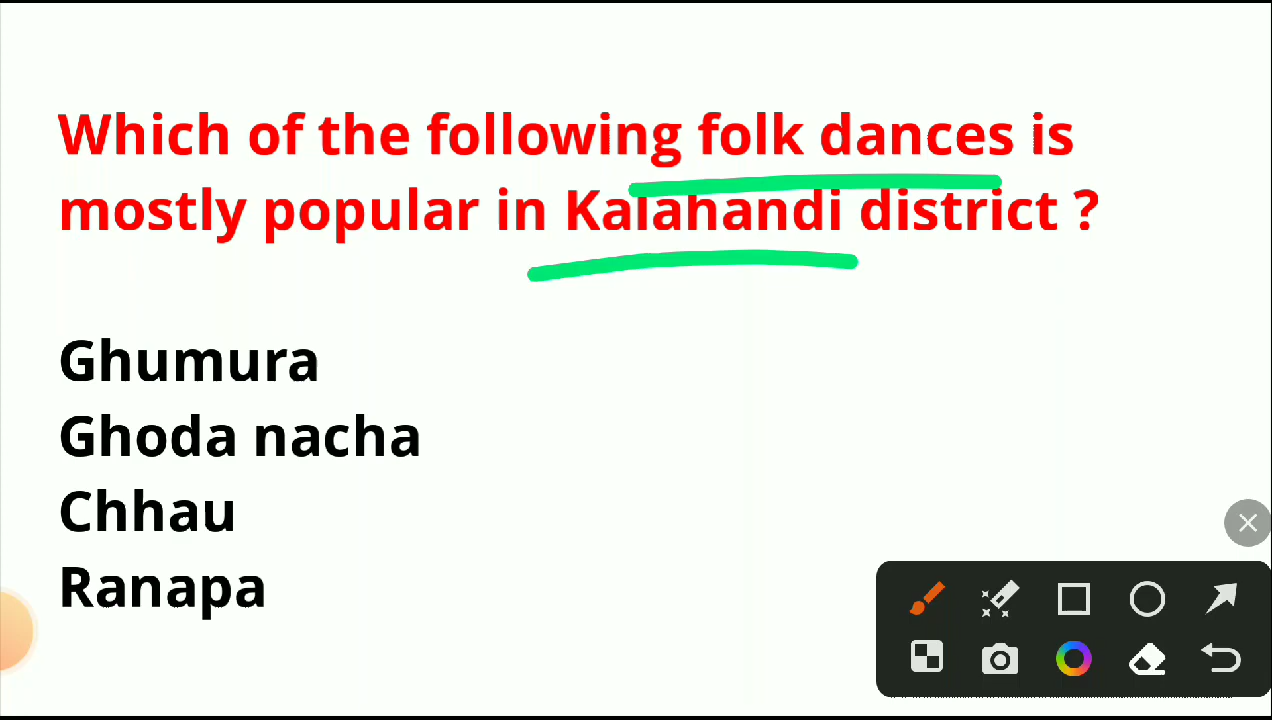 Which of the following folk dances is
mostly popular in Kalahandi district ?
Ghumura
Ghoda nacha
Chhau
Ranapa